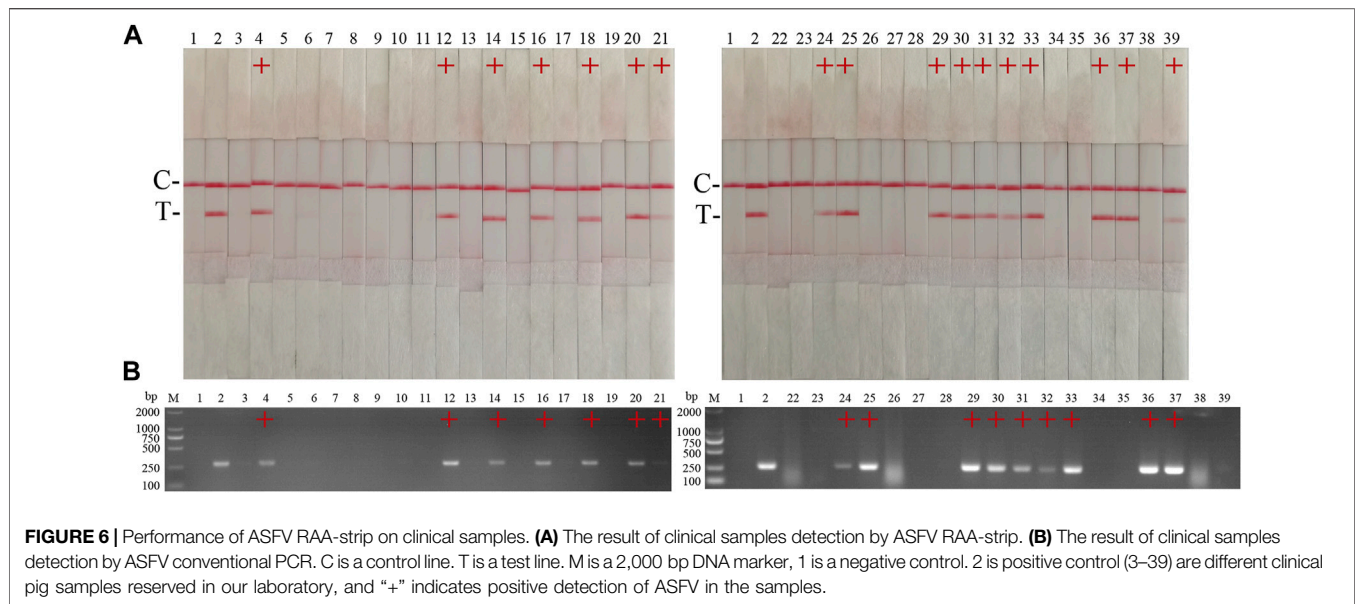 A
1 2 3 4 5 6 7 8 9 10 11 12 13 14 15 16 17 18 19 20 21
+ + + + + + +
C-
T-
1 2 22 23 24 25 26 27 28 29 30 31 32 33 34 35 36 37 38 39
+ + + + + + + + + +
B
bp M 1 2 3 4 5 6 7 8 9 10 11 12 14 16 18 19 20 21
+ + + + + + +
2000
1000
750
500
250
100
bp M 1 2 22 23 24 25 26 27 28 29 30 31 32 33 34 35 36 37 38 39
+ + + + + + + + +
2000
1000
750
500
250
100
FIGURE 6 | Performance of ASFV RAA-strip on clinical samples. (A) The result of clinical samples detection by ASFV RAA-strip. (B) The result of clinical samples
detection by ASFV conventional PCR. C is a control line. T is a test line. M is a 2,000 bp DNA marker, 1 is a negative control. 2 is positive control (3–39) are different clinical
pig samples reserved in our laboratory, and “+” indicates positive detection of ASFV in the samples.